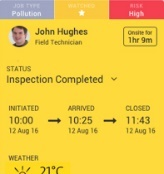 JOB TYPE
Pollution
WATCHED
RISK
High
John Hughes
Field Technician
Onsite for
1hr 9m
STATUS
Inspection Completed
INITIATED
10:00
12 Aug 16
ARRIVED
10:25
12 Aug 16
CLOSED
11:43
12 Aug 16
WEATHER
21°C